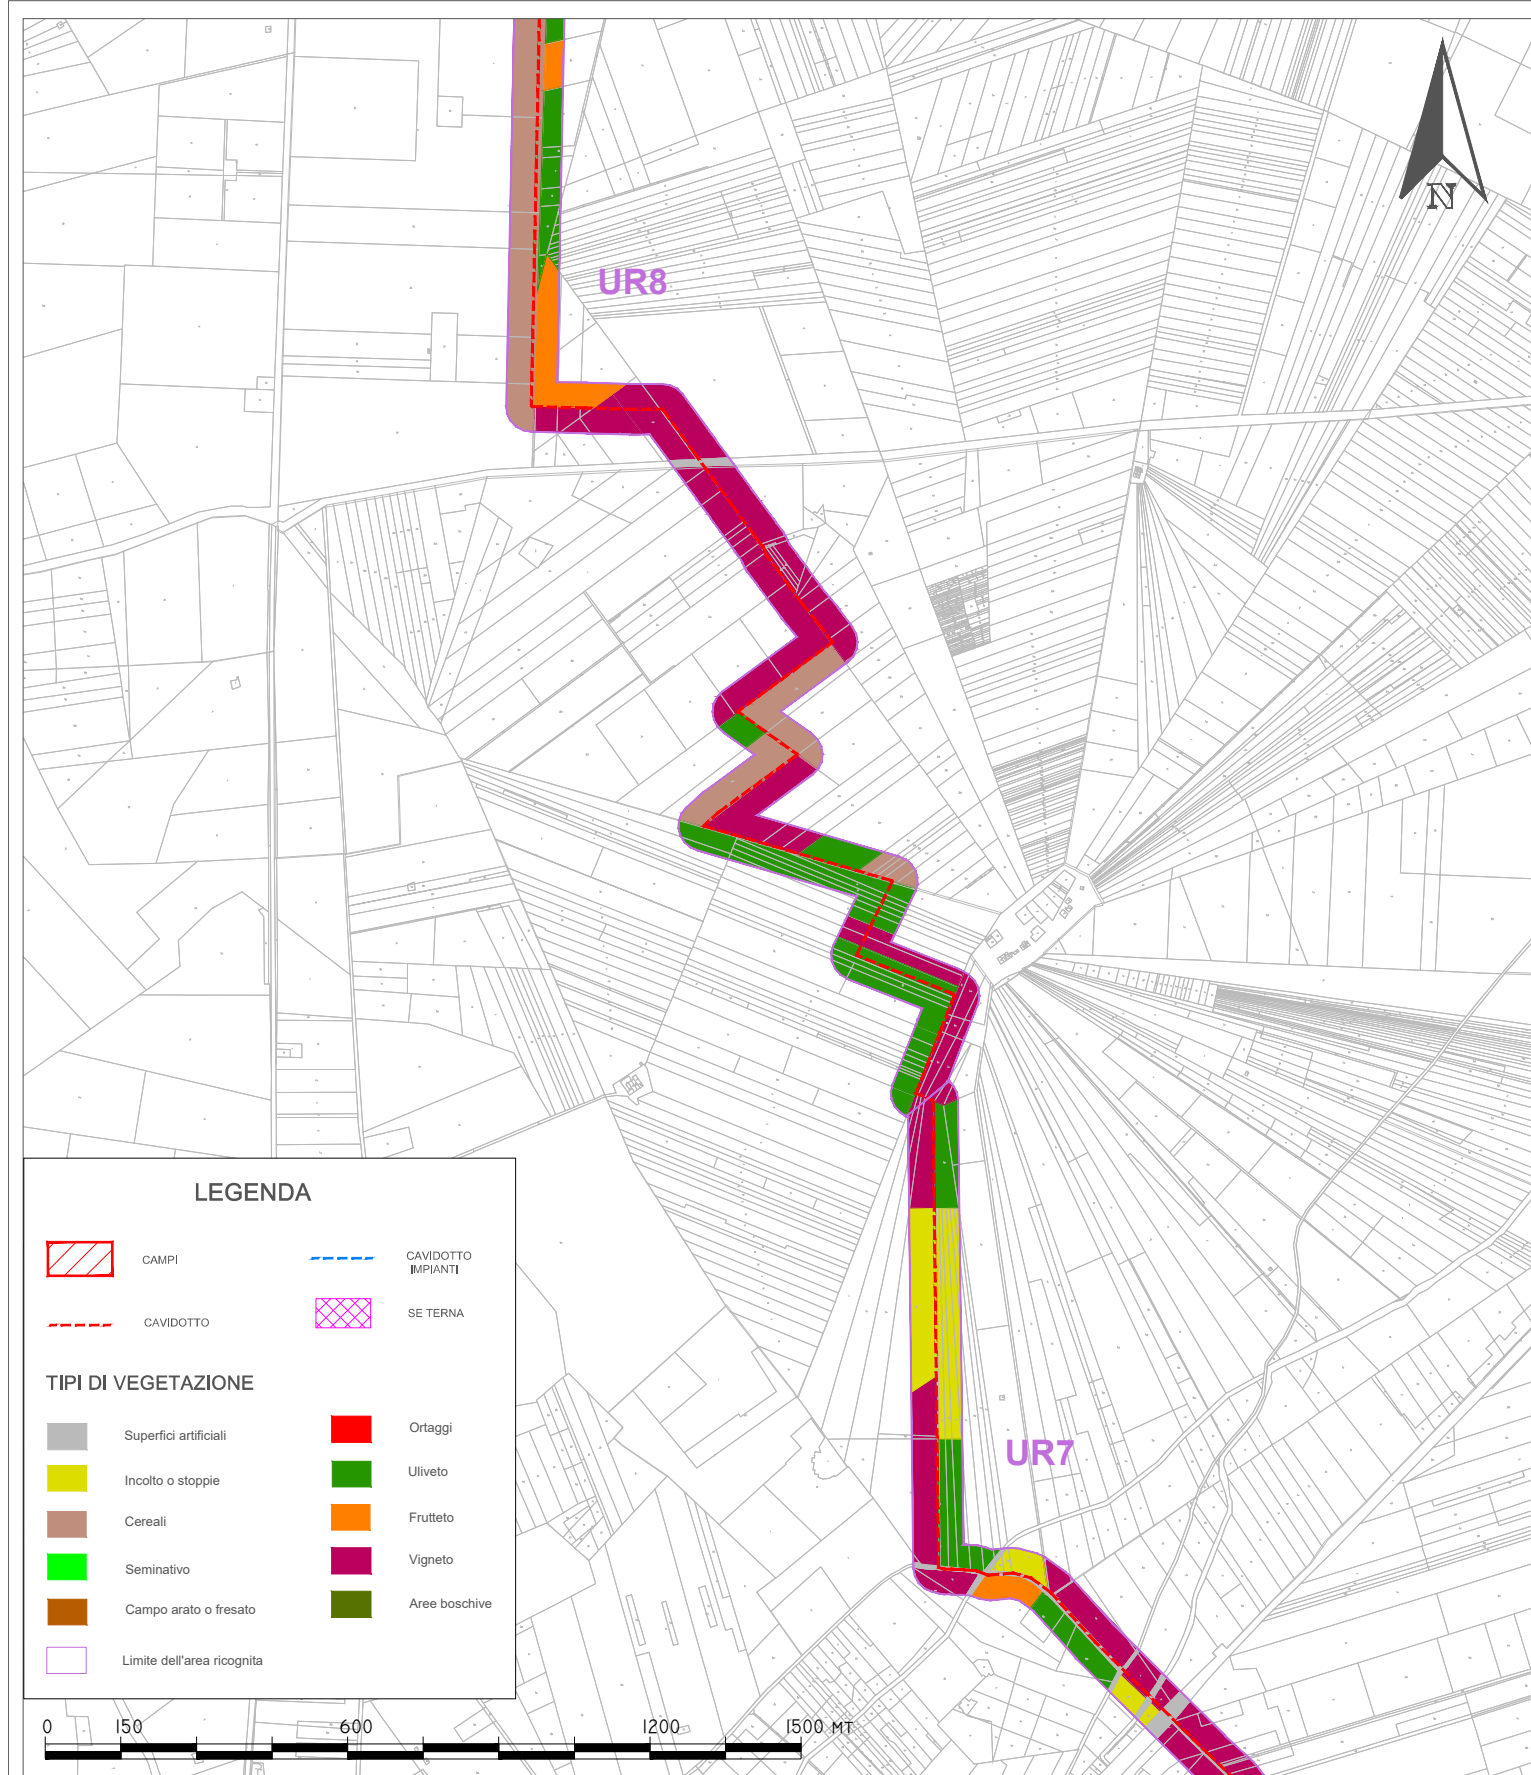 N
UR8
UR7
LEGENDA
CAMPI
CAVIDOTTO
IMPIANTI
CAVIDOTTO
SE TERNA
TIPI DI VEGETAZIONE
Superfici artificiali
Ortaggi
Incolto o stoppie
Uliveto
Cereali
Frutteto
Seminativo
Vigneto
Campo arato o fresato
Aree boschive
Limite dell'area ricognita
0 150 600 1200 1500 MT